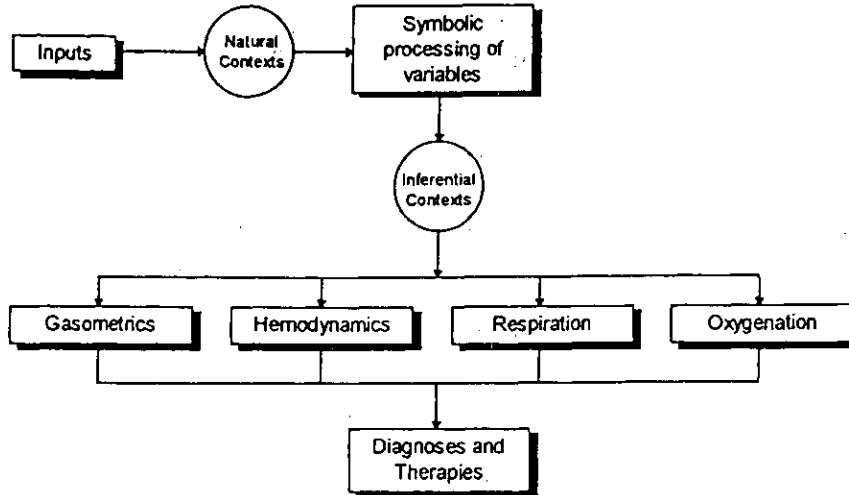 Inputs
Natural
Contexts
Symbolic
processing of
variables
Inferential
Contexts
Gasometrics
Hemodynamics
Respiration
Oxygenation
Diagnoses and
Therapies